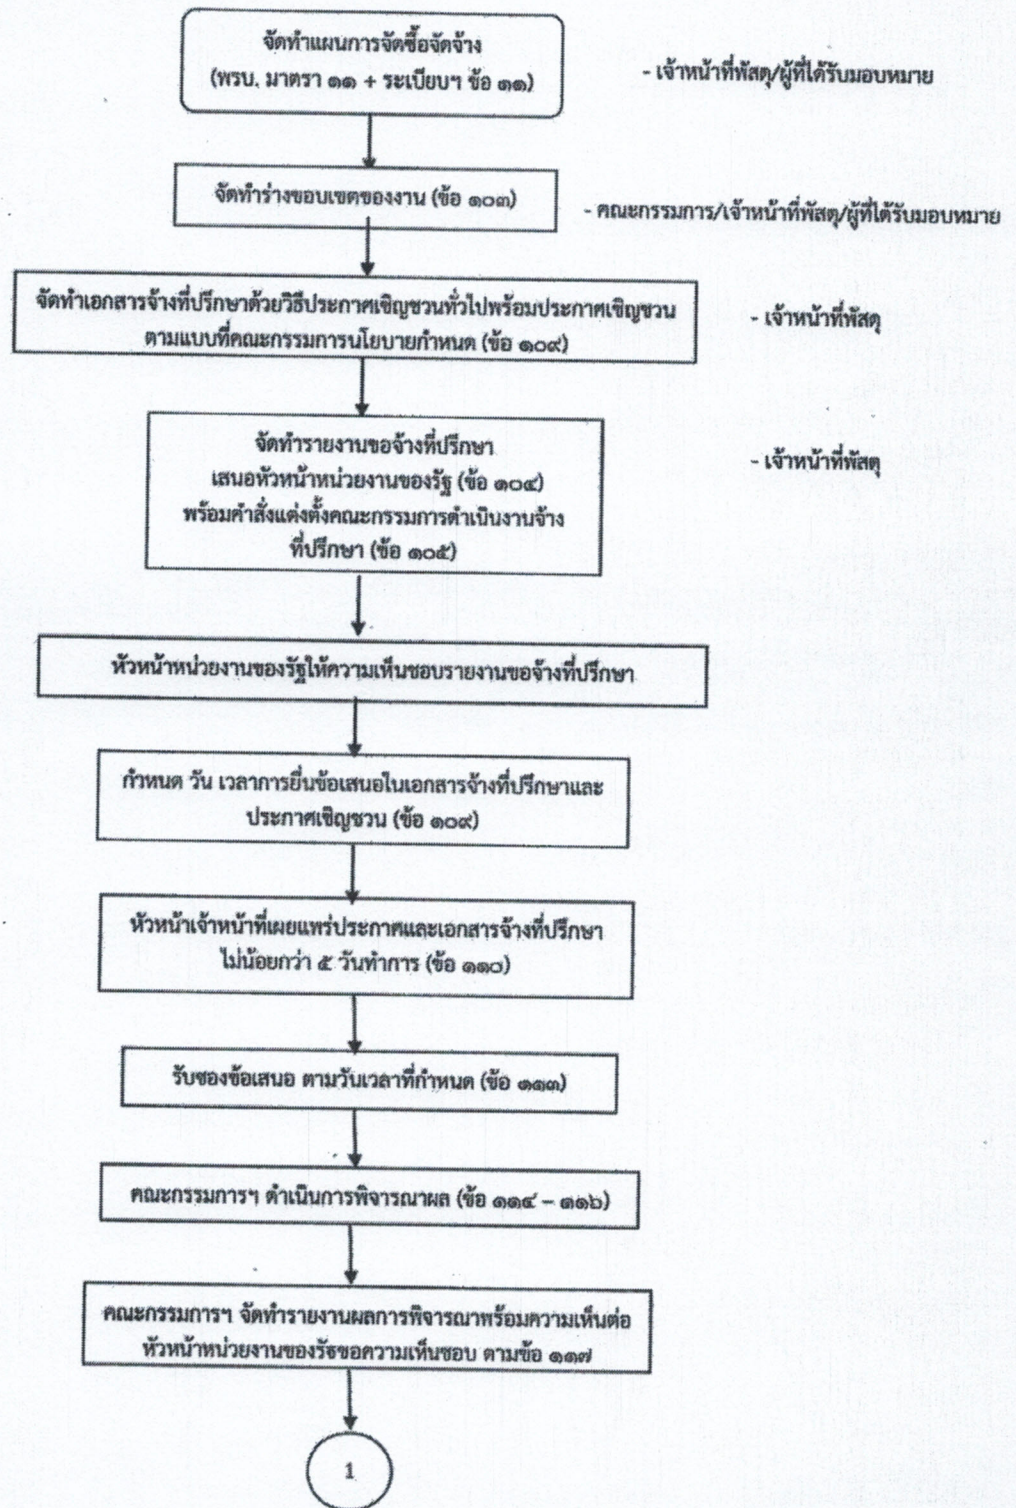 จัดทำแผนการจัดซื้อจัดจ้าง
(พรบ. มาตรา ๑๑ + ระเบียบฯ ข้อ ๑๑)
- เจ้าหน้าที่พัสดุ/ผู้ที่ได้รับมอบหมาย
จัดทำร่างขอบเขตของงาน (ข้อ ๑๐๓)
- คณะกรรมการ/เจ้าหน้าที่พัสดุ/ผู้ที่ได้รับมอบหมาย
จัดทำเอกสารจ้างที่ปรึกษาด้วยวิธีประกาศเชิญชวนทั่วไปพร้อมประกาศเชิญชวน
ตามแบบที่คณะกรรมการนโยบายกำหนด (ข้อ ๑๐๙)
- เจ้าหน้าที่พัสดุ
จัดทำรายงานขอจ้างที่ปรึกษา
เสนอหัวหน้าหน่วยงานของรัฐ (ข้อ ๑๐๔)
พร้อมคำสั่งแต่งตั้งคณะกรรมการดำเนินงานจ้าง
ที่ปรึกษา (ข้อ ๑๐๕)
- เจ้าหน้าที่พัสดุ
หัวหน้าหน่วยงานของรัฐให้ความเห็นชอบรายงานขอจ้างที่ปรึกษา
กำหนด วัน เวลาการยื่นข้อเสนอในเอกสารจ้างที่ปรึกษาและ
ประกาศเชิญชวน (ข้อ ๑๐๙)
หัวหน้าเจ้าหน้าที่เผยแพร่ประกาศและเอกสารจ้างที่ปรึกษา
ไม่น้อยกว่า ๕ วันทำการ (ข้อ ๑๑๐)
รับซองข้อเสนอ ตามวันเวลาที่กำหนด (ข้อ ๑๑๓)
คณะกรรมการฯ ดำเนินการพิจารณาผล (ข้อ ๑๑๔ – ๑๑๖)
คณะกรรมการฯ จัดทำรายงานผลการพิจารณาพร้อมความเห็นต่อ
หัวหน้าหน่วยงานของรัฐขอความเห็นชอบ ตามข้อ ๑๑๗
1